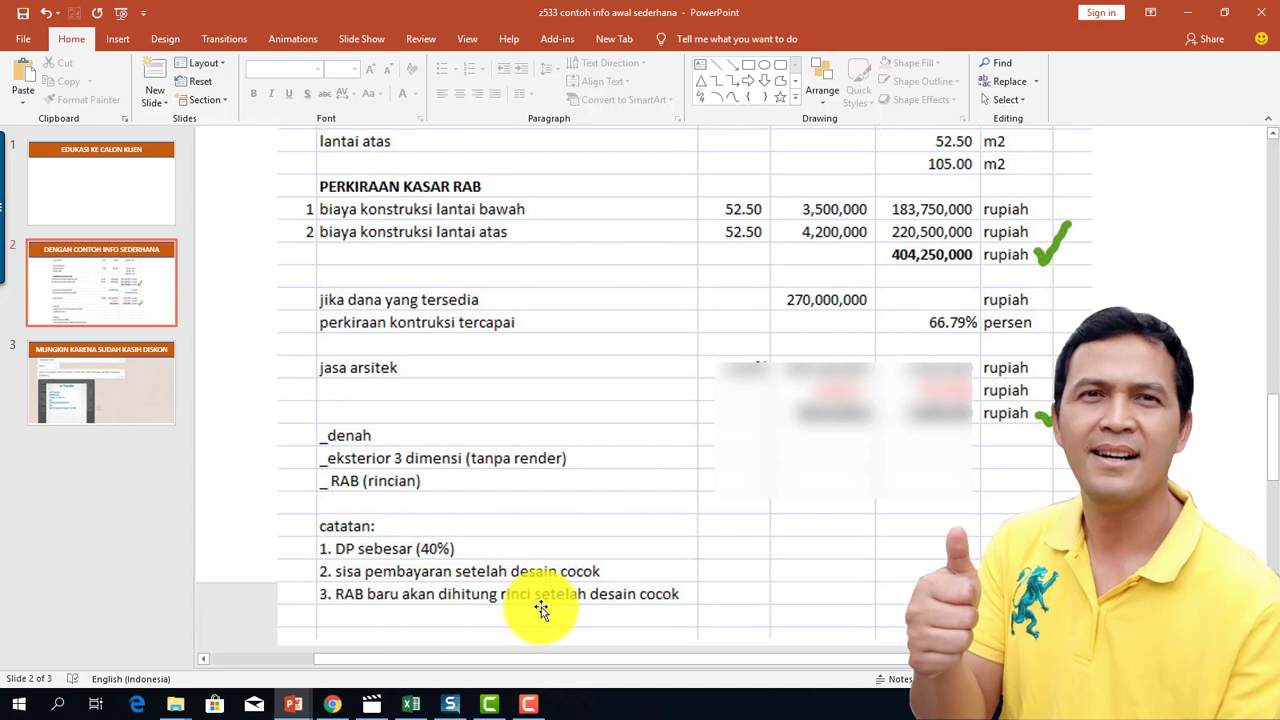 z533 contoh info awal sederhana - PowerPoint
Sign in
File Home Insert Design Transitions Animations Slide Show Review View Help Add-ins New Tab Tell me what you want to do Share
Paste
Cut
Copy
Format Painter
Clipboard
New Slide
Layout
Reset
Section
Slides
B I U S abc AV Aa A
Font
Text Direction
Align Text
Convert to SmartArt
Paragraph
Arrange
Quick Styles
Shape Fill
Shape Outline
Shape Effects
Drawing
Find
Replace
Select
Editing
1
EDUKASI KE CALON KLIEN
2
DENGAN CONTOH INFO SEDERHANA
3
MUNGKIN KARENA SUDAH KASIH DISKON
lantai atas 52.50 m2
105.00 m2
PERKIRAAN KASAR RAB
1 biaya konstruksi lantai bawah 52.50 3,500,000 183,750,000 rupiah
2 biaya konstruksi lantai atas 52.50 4,200,000 220,500,000 rupiah
404,250,000 rupiah
jika dana yang tersedia 270,000,000 rupiah
perkiraan kontruksi tercapai 66.79% persen
jasa arsitek rupiah
rupiah
rupiah
_denah
_eksterior 3 dimensi (tanpa render)
_ RAB (rincian)
catatan:
1. DP sebesar (40%)
2. sisa pembayaran setelah desain cocok
3. RAB baru akan dihitung rinci setelah desain cocok
Slide 2 of 3 English (Indonesia) Notes